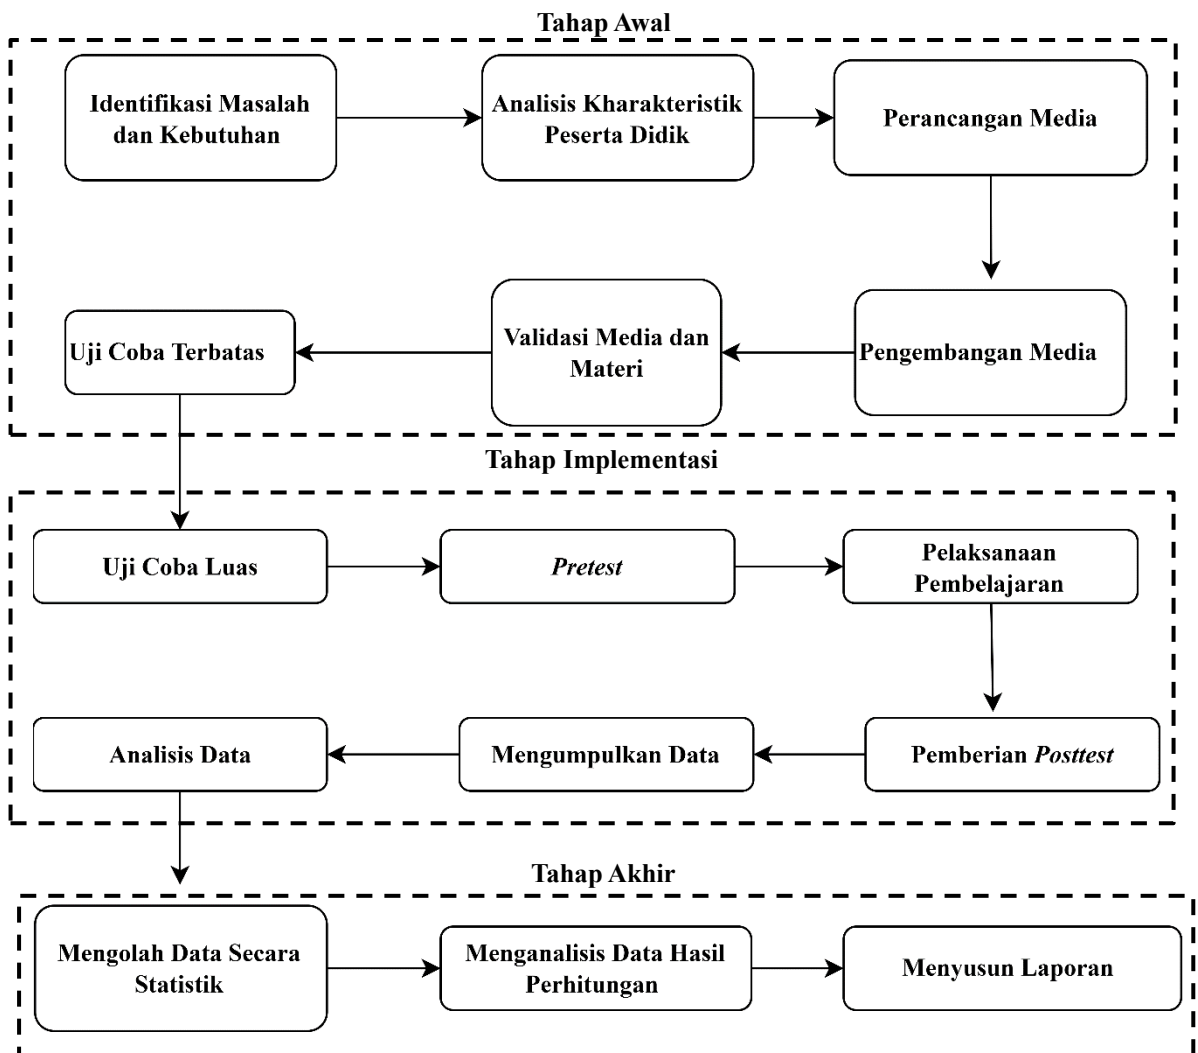 Tahap Awal
Identifikasi Masalah
dan Kebutuhan
Analisis Kharakteristik
Peserta Didik
Perancangan Media
Pengembangan Media
Validasi Media dan
Materi
Uji Coba Terbatas
Tahap Implementasi
Uji Coba Luas
Pretest
Pelaksanaan
Pembelajaran
Pemberian Posttest
Mengumpulkan Data
Analisis Data
Tahap Akhir
Mengolah Data Secara
Statistik
Menganalisis Data Hasil
Perhitungan
Menyusun Laporan